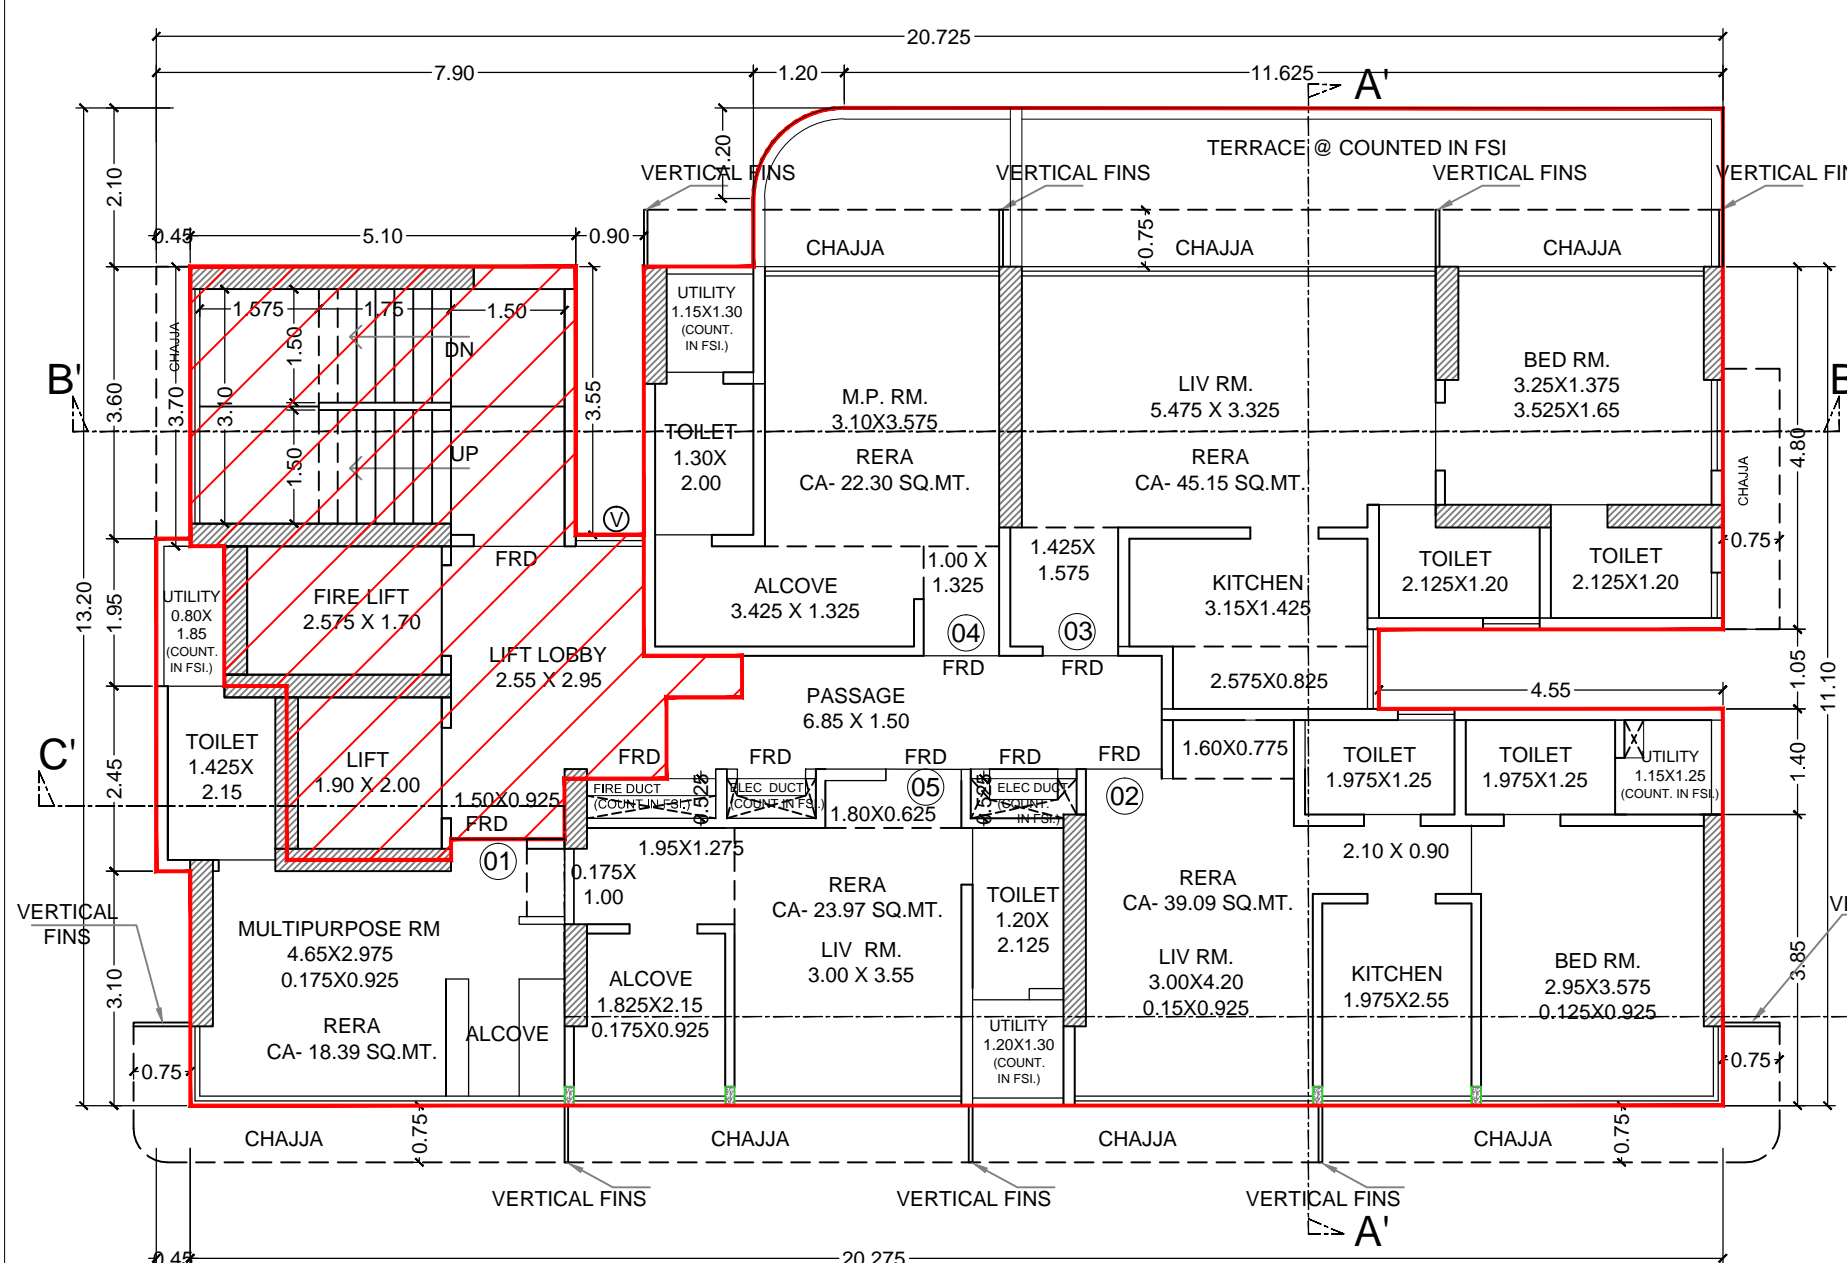 20.725
7.90
1.20
11.625
A'
TERRACE @ COUNTED IN FSI
VERTICAL FINS
VERTICAL FINS
VERTICAL FINS
2.10
0.45
5.10
0.90
0.75
CHAJJA
CHAJJA
CHAJJA
1.575
1.75
1.50
UTILITY
1.15X1.30
(COUNT.
IN FSI.)
CHAJJA
1.50
DN
B'
3.60
3.70
3.10
3.55
M.P. RM.
3.10X3.575
LIV RM.
5.475 X 3.325
BED RM.
3.25X1.375
3.525X1.65
TOILET
1.30X
2.00
4.80
1.50
UP
RERA
CA- 22.30 SQ.MT.
RERA
CA- 45.15 SQ.MT.
CHAJJA
V
FRD
1.00 X
1.325
1.425X
1.575
0.75
13.20
1.95
UTILITY
0.80X
1.85
(COUNT.
IN FSI.)
FIRE LIFT
2.575 X 1.70
ALCOVE
3.425 X 1.325
KITCHEN
3.15X1.425
TOILET
2.125X1.20
TOILET
2.125X1.20
04
03
LIFT LOBBY
2.55 X 2.95
FRD
FRD
PASSAGE
6.85 X 1.50
2.575X0.825
4.55
1.05
11.10
C'
2.45
TOILET
1.425X
2.15
LIFT
1.90 X 2.00
FRD
FRD
FRD
FRD
FRD
1.60X0.775
TOILET
1.975X1.25
TOILET
1.975X1.25
UTILITY
1.15X1.25
(COUNT. IN FSI.)
1.40
1.50X0.925
FRD
FIRE DUCT
(COUNT.IN FSI.)
0.525
ELEC DUCT
(COUNT.IN FSI.)
05
1.80X0.625
0.525
ELEC DUCT
(COUNT.
IN FSI.)
02
01
1.95X1.275
2.10 X 0.90
0.175X
1.00
RERA
CA- 23.97 SQ.MT.
TOILET
1.20X
2.125
RERA
CA- 39.09 SQ.MT.
VERTICAL
FINS
MULTIPURPOSE RM
4.65X2.975
0.175X0.925
LIV RM.
3.00 X 3.55
LIV RM.
3.00X4.20
0.15X0.925
KITCHEN
1.975X2.55
BED RM.
2.95X3.575
0.125X0.925
3.85
3.10
ALCOVE
1.825X2.15
0.175X0.925
RERA
CA- 18.39 SQ.MT.
ALCOVE
UTILITY
1.20X1.30
(COUNT.
IN FSI.)
0.75
0.75
CHAJJA
0.75
CHAJJA
CHAJJA
CHAJJA
0.75
VERTICAL FINS
VERTICAL FINS
VERTICAL FINS
A'
0.45
20.275